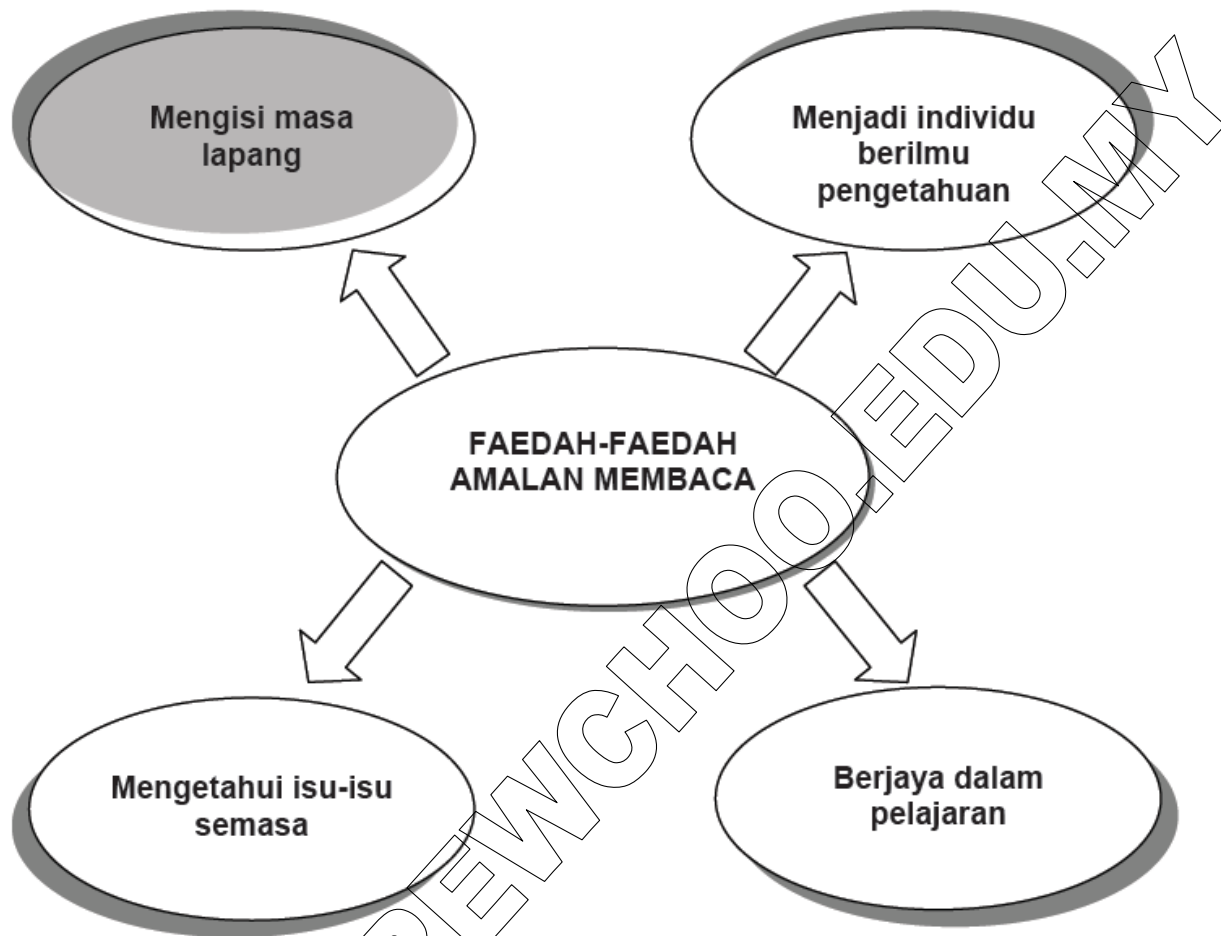 Mengisi masa
lapang
Menjadi individu
berilmu
pengetahuan
FAEDAH-FAEDAH
AMALAN MEMBACA
Mengetahui isu-isu
semasa
Berjaya dalam
pelajaran
EWCHOO.EDU.MY